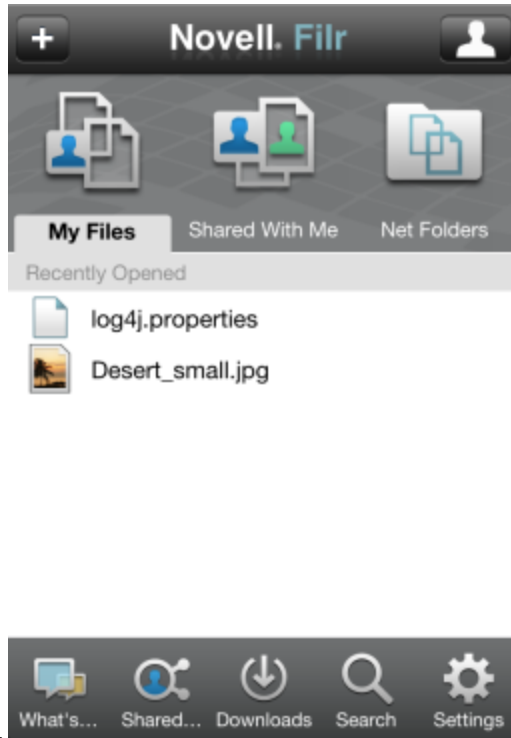 + Novell. Filr
My Files Shared With Me Net Folders
Recently Opened
log4j.properties
Desert_small.jpg
What's... Shared... Downloads Search Settings